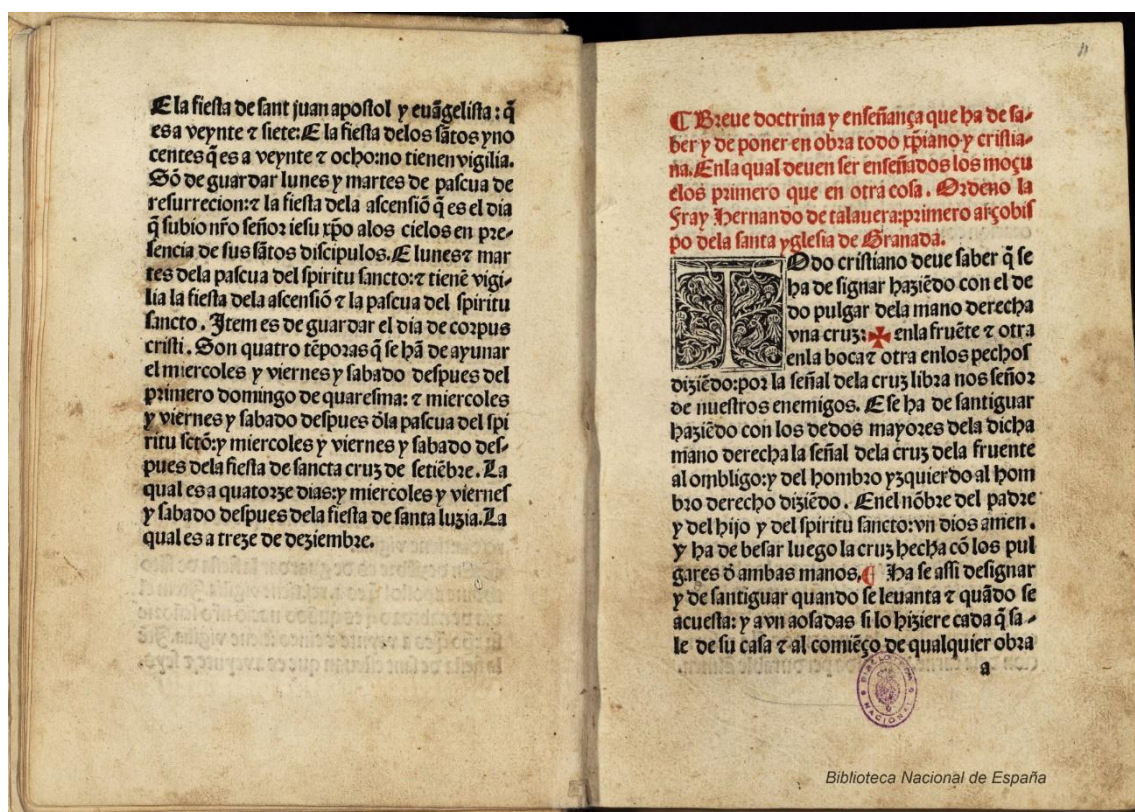 E la fiesta de sant juan apostol y euãgelista: q̃
es a veynte ⁊ siete: E la fiesta delos sãtos yno
centes q̃ es a veynte ⁊ ocho: no tienen vigilia.
Sõ de guardar lunes y martes de pascua de
resurrecion: ⁊ la fiesta dela ascensiõ q̃ es el dia
q̃ subio nr̃o señor iesu xp̃o alos cielos en pre-
sencia de sus sãtos discipulos. E lunes ⁊ mar
tes dela pascua del spiritu sancto: ⁊ tienẽ vigi-
lia la fiesta dela ascensiõ ⁊ la pascua del spiritu
sancto. Item es de guardar el dia de corpus
cristi. Son quatro tẽporas q̃ se hã de ayunar
el miercoles y viernes y sabado despues del
primero domingo de quaresma: ⁊ miercoles
y viernes y sabado despues d̃la pascua del spi
ritu sctõ: y miercoles y viernes y sabado des-
pues dela fiesta de sancta cruz de setiẽbre. La
qual es a quatorze dias: y miercoles y viernes
y sabado despues dela fiesta de santa luzia. La
qual es a treze de deziembre.
¶ Breue doctrina y enseñança que ha de sa-
ber y de poner en obra todo xp̃iano y cristia-
na. Enla qual deuen ser enseñados los moçu
elos primero que en otra cosa. Ordeno la
Fray Hernando de talauera: primero arçobis
po dela santa yglesia de Granada.
TOdo cristiano deue saber q̃ se
ha de signar haziẽdo con el de
do pulgar dela mano derecha
vna cruz: ✠ enla fruẽte ⁊ otra
enla boca ⁊ otra enlos pechos
diziẽdo: por la señal dela cruz libra nos señor
de nuestros enemigos. E se ha de santiguar
haziẽdo con los dedos mayores dela dicha
mano derecha la señal dela cruz dela fruente
al ombligo: y del hombro yzquierdo al hom
bro derecho diziẽdo. Enel nõbre del padre
y del hijo y del spiritu sancto: vn dios amen.
y ha de besar luego la cruz hecha cõ los pul
gares d̃ ambas manos. ¶ Ha se assi designar
y de santiguar quando se leuanta ⁊ quãdo se
acuesta: y avn aosadas si lo hiziere cada q̃ sa-
le de su casa ⁊ al comiẽço de qualquier obra
a
BIBLIOTECA NACIONAL
Biblioteca Nacional de España